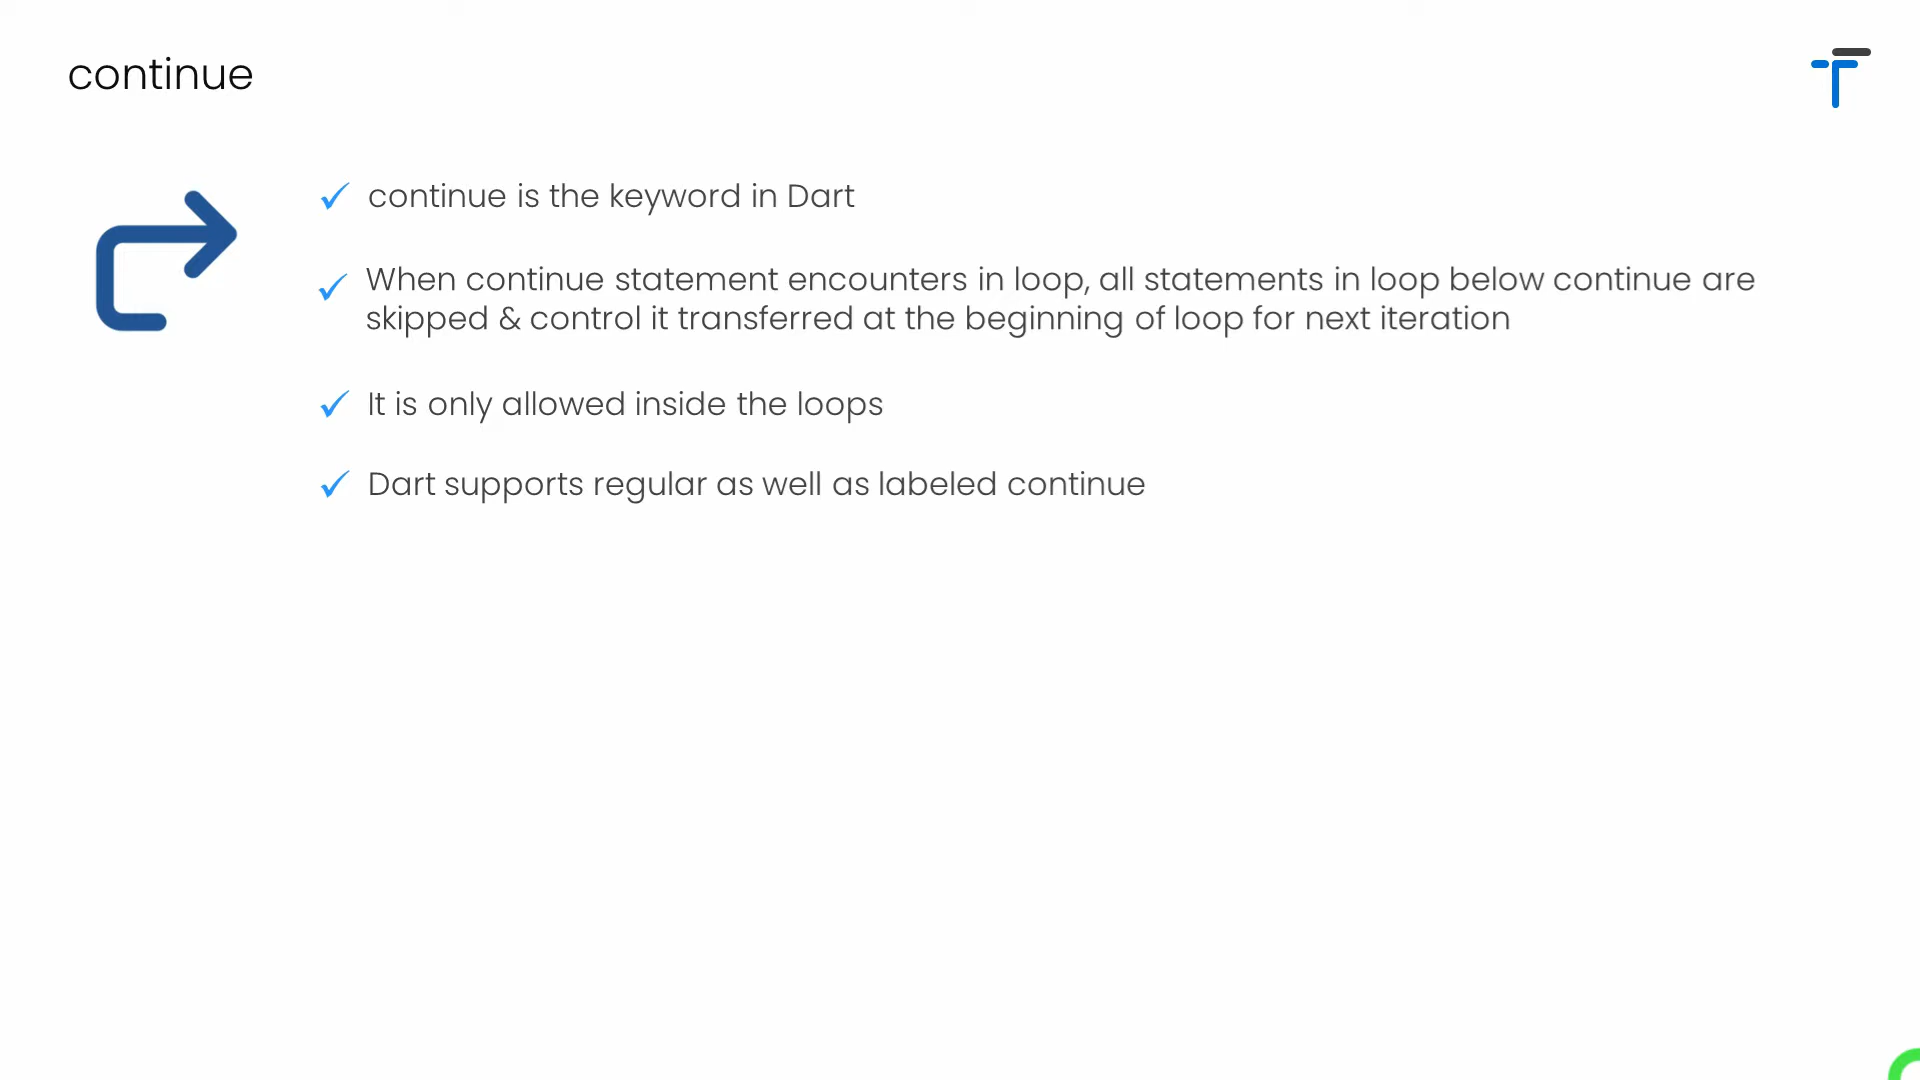 continue
continue is the keyword in Dart
When continue statement encounters in loop, all statements in loop below continue are
skipped & control it transferred at the beginning of loop for next iteration
It is only allowed inside the loops
Dart supports regular as well as labeled continue